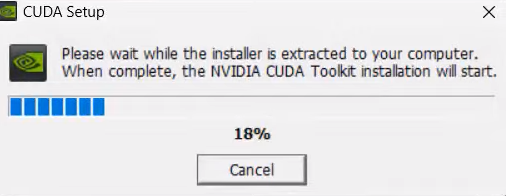 CUDA Setup
Please wait while the installer is extracted to your computer.
When complete, the NVIDIA CUDA Toolkit installation will start.
18%
Cancel